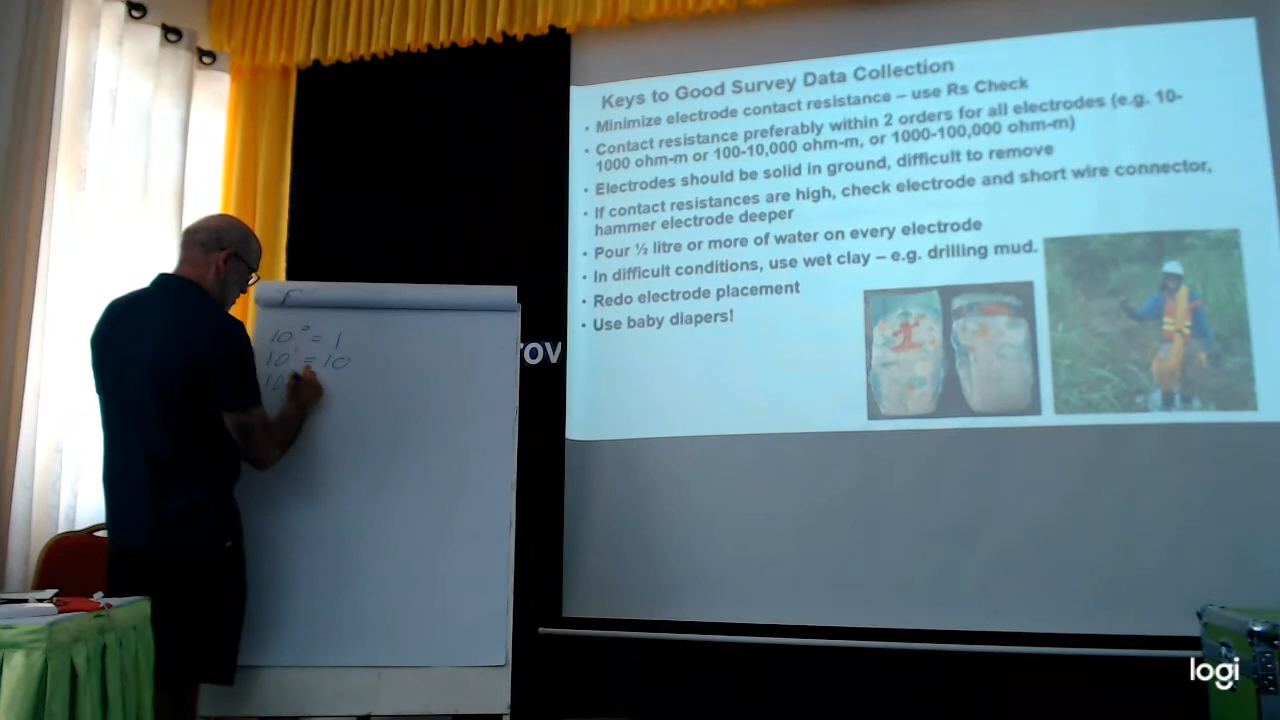 Keys to Good Survey Data Collection
• Minimize electrode contact resistance – use Rs Check
• Contact resistance preferably within 2 orders for all electrodes (e.g. 10-
1000 ohm-m or 100-10,000 ohm-m, or 1000-100,000 ohm-m)
• Electrodes should be solid in ground, difficult to remove
• If contact resistances are high, check electrode and short wire connector,
hammer electrode deeper
• Pour ½ litre or more of water on every electrode
• In difficult conditions, use wet clay – e.g. drilling mud.
• Redo electrode placement
• Use baby diapers!
10⁰ = 1
10¹ = 10
10
rov
logi